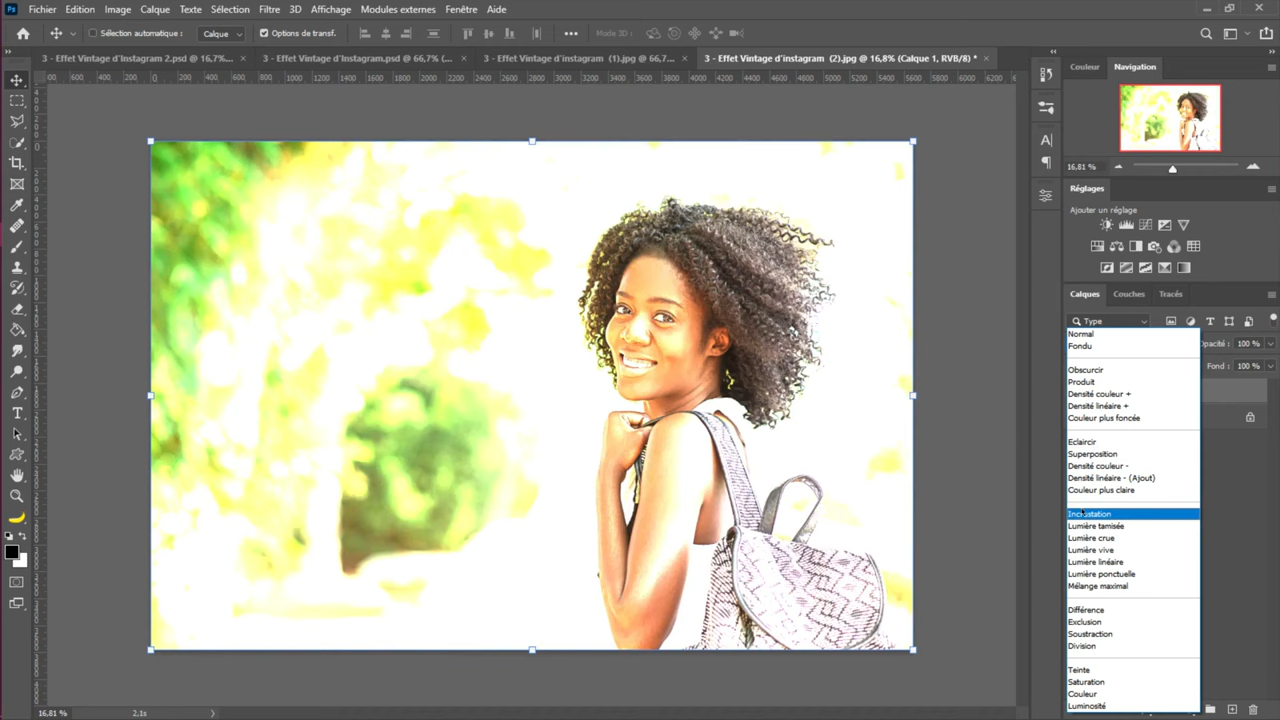 Ps Fichier Edition Image Calque Texte Sélection Filtre 3D Affichage Modules externes Fenêtre Aide
Sélection automatique : Calque Options de transf. Mode 3D :
3 - Effet Vintage d'Instagram 2.psd @ 16,7%... × 3 - Effet Vintage d'Instagram.psd @ 66,7% (... × 3 - Effet Vintage d'instagram (1).jpg @ 66,7... × 3 - Effet Vintage d'instagram (2).jpg @ 16,8% (Calque 1, RVB/8) * ×
Couleur Navigation
16,81 %
Réglages
Ajouter un réglage
Calques Couches Tracés
Type
Normal
Opacité : 100 %
Fondu
Fond : 100 %
Obscurcir
Produit
Densité couleur +
Densité linéaire +
Couleur plus foncée
Eclaircir
Superposition
Densité couleur -
Densité linéaire - (Ajout)
Couleur plus claire
Incrustation
Lumière tamisée
Lumière crue
Lumière vive
Lumière linéaire
Lumière ponctuelle
Mélange maximal
Différence
Exclusion
Soustraction
Division
Teinte
Saturation
Couleur
Luminosité
16,81 % 2,1s